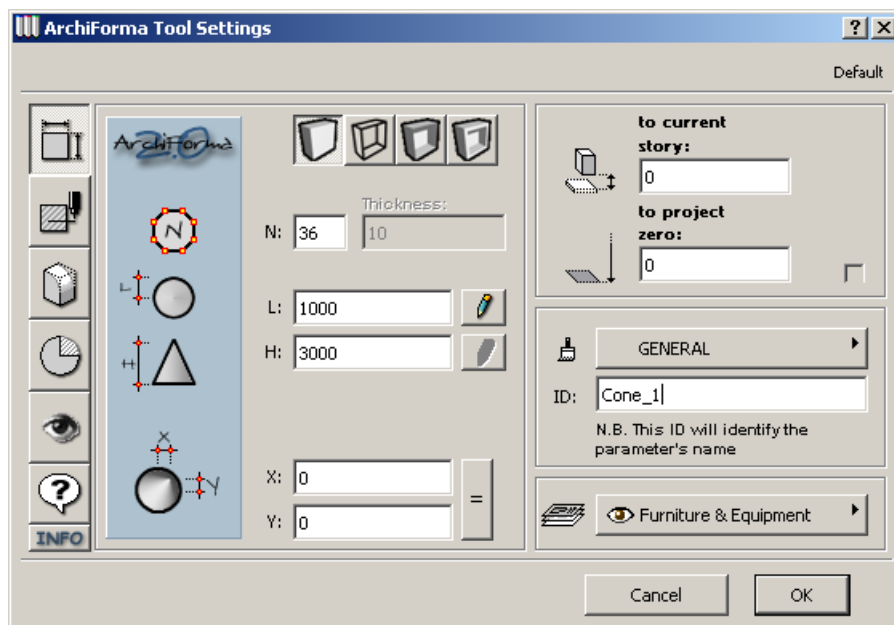 ArchiForma Tool Settings
Default
ArchiForma
2.0
N
L
H
X
Y
INFO
N: 36
Thickness:
10
L: 1000
H: 3000
X: 0
Y: 0
=
to current
story:
0
to project
zero:
0
GENERAL
ID: Cone_1
N.B. This ID will identify the
parameter's name
Furniture & Equipment
Cancel
OK